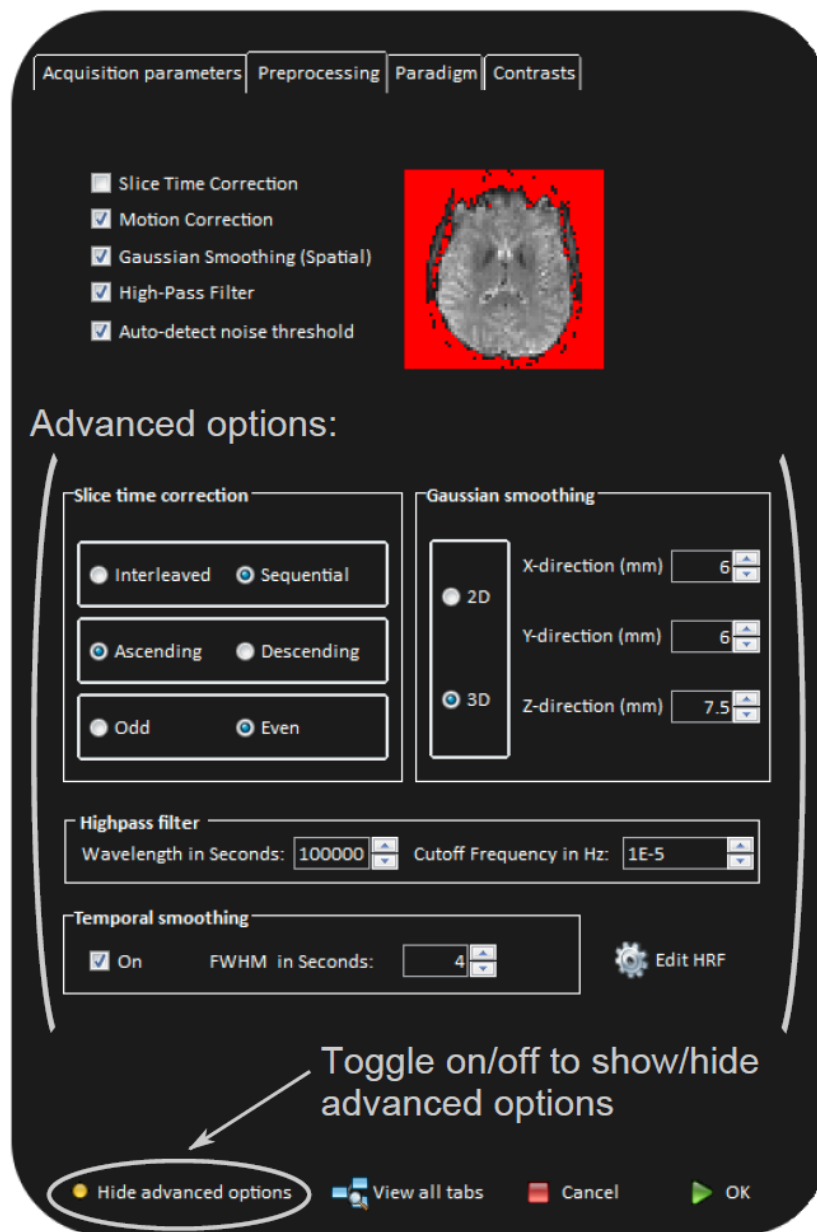 Acquisition parameters Preprocessing Paradigm Contrasts
Slice Time Correction
Motion Correction
Gaussian Smoothing (Spatial)
High-Pass Filter
Auto-detect noise threshold
Advanced options:
Slice time correction
Interleaved Sequential
Ascending Descending
Odd Even
Gaussian smoothing
2D
3D
X-direction (mm) 6
Y-direction (mm) 6
Z-direction (mm) 7.5
Highpass filter
Wavelength in Seconds: 100000 Cutoff Frequency in Hz: 1E-5
Temporal smoothing
On FWHM in Seconds: 4
Edit HRF
Toggle on/off to show/hide
advanced options
Hide advanced options View all tabs Cancel OK